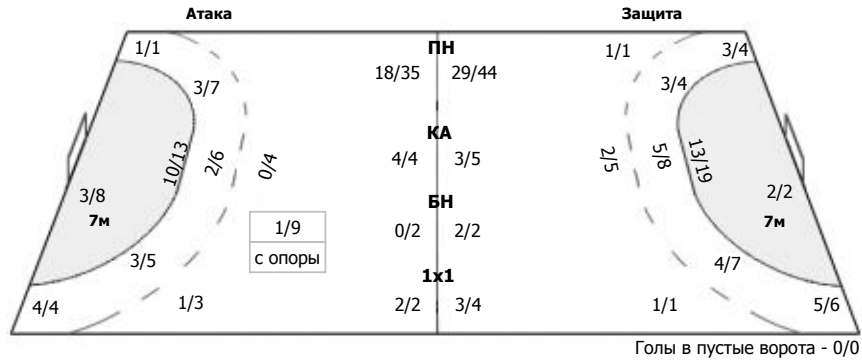 Атака Защита
1/1 ПН 1/1 3/4
3/7 18/35 29/44 3/4
10/13 2/6 0/4 КА 2/5 5/8 13/19
4/4 3/5
3/8 БН 2/2
7м 1/9 0/2 2/2 7м
3/5 с опоры 4/7
1x1
4/4 1/3 2/2 3/4 1/1 5/6
Голы в пустые ворота - 0/0